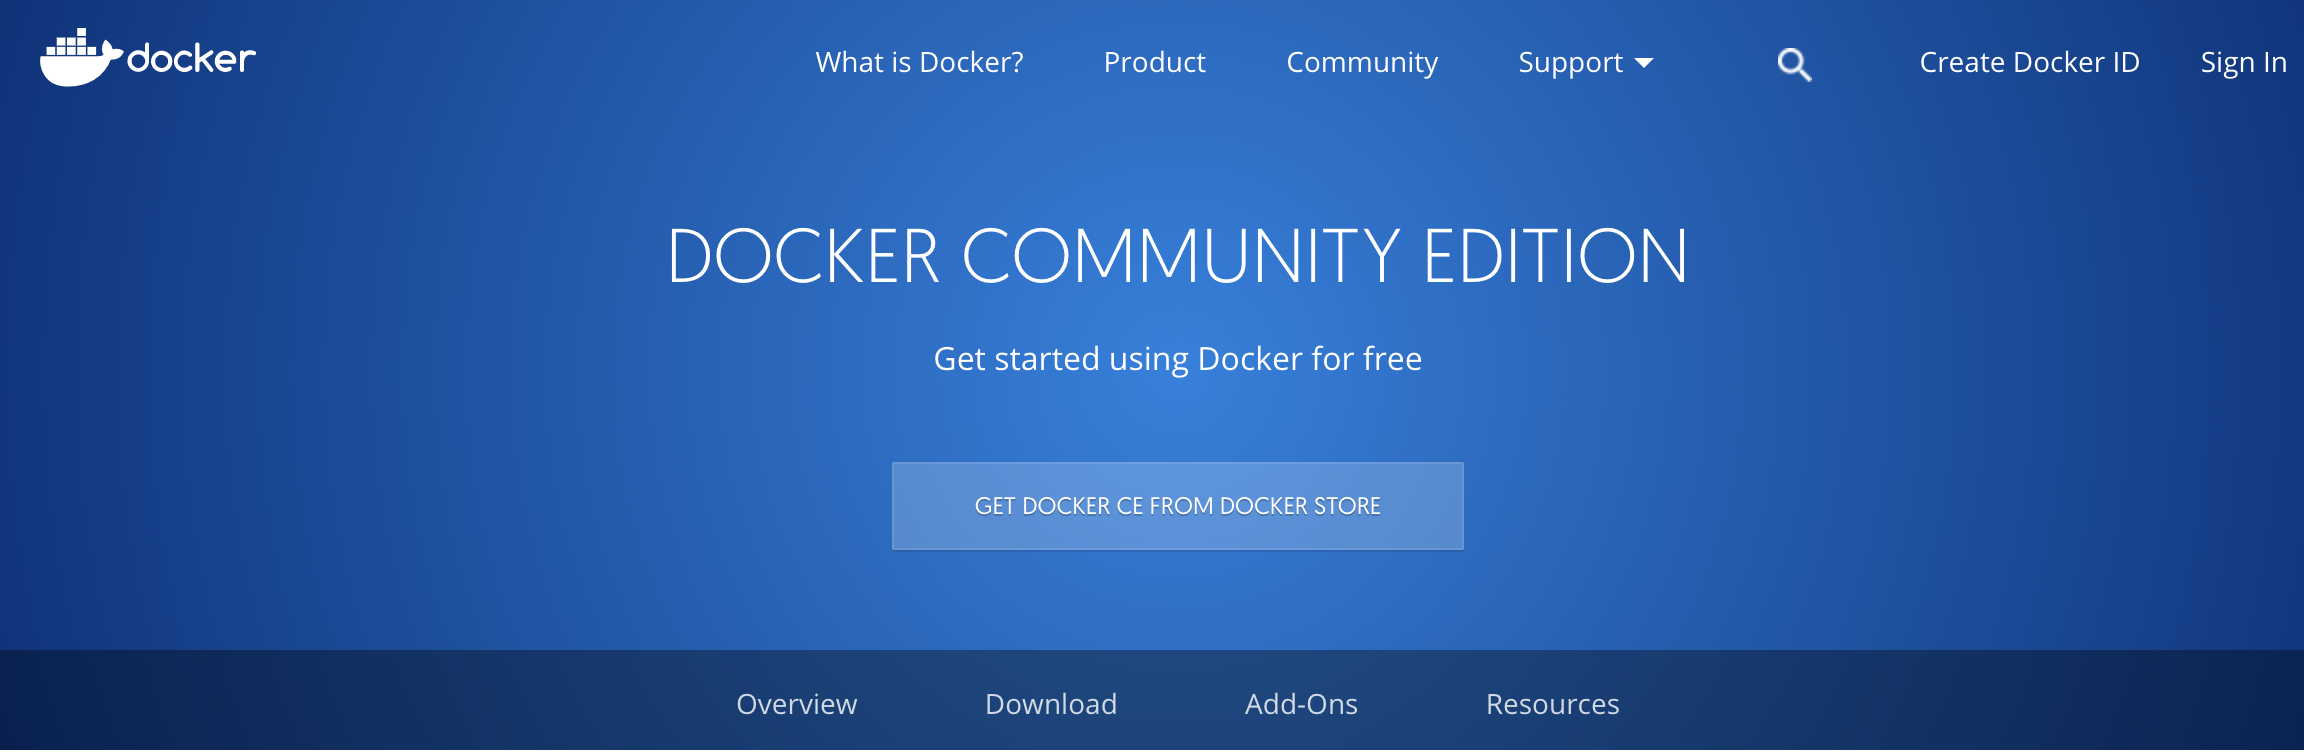 docker
What is Docker?
Product
Community
Support
Create Docker ID
Sign In
DOCKER COMMUNITY EDITION
Get started using Docker for free
GET DOCKER CE FROM DOCKER STORE
Overview
Download
Add-Ons
Resources